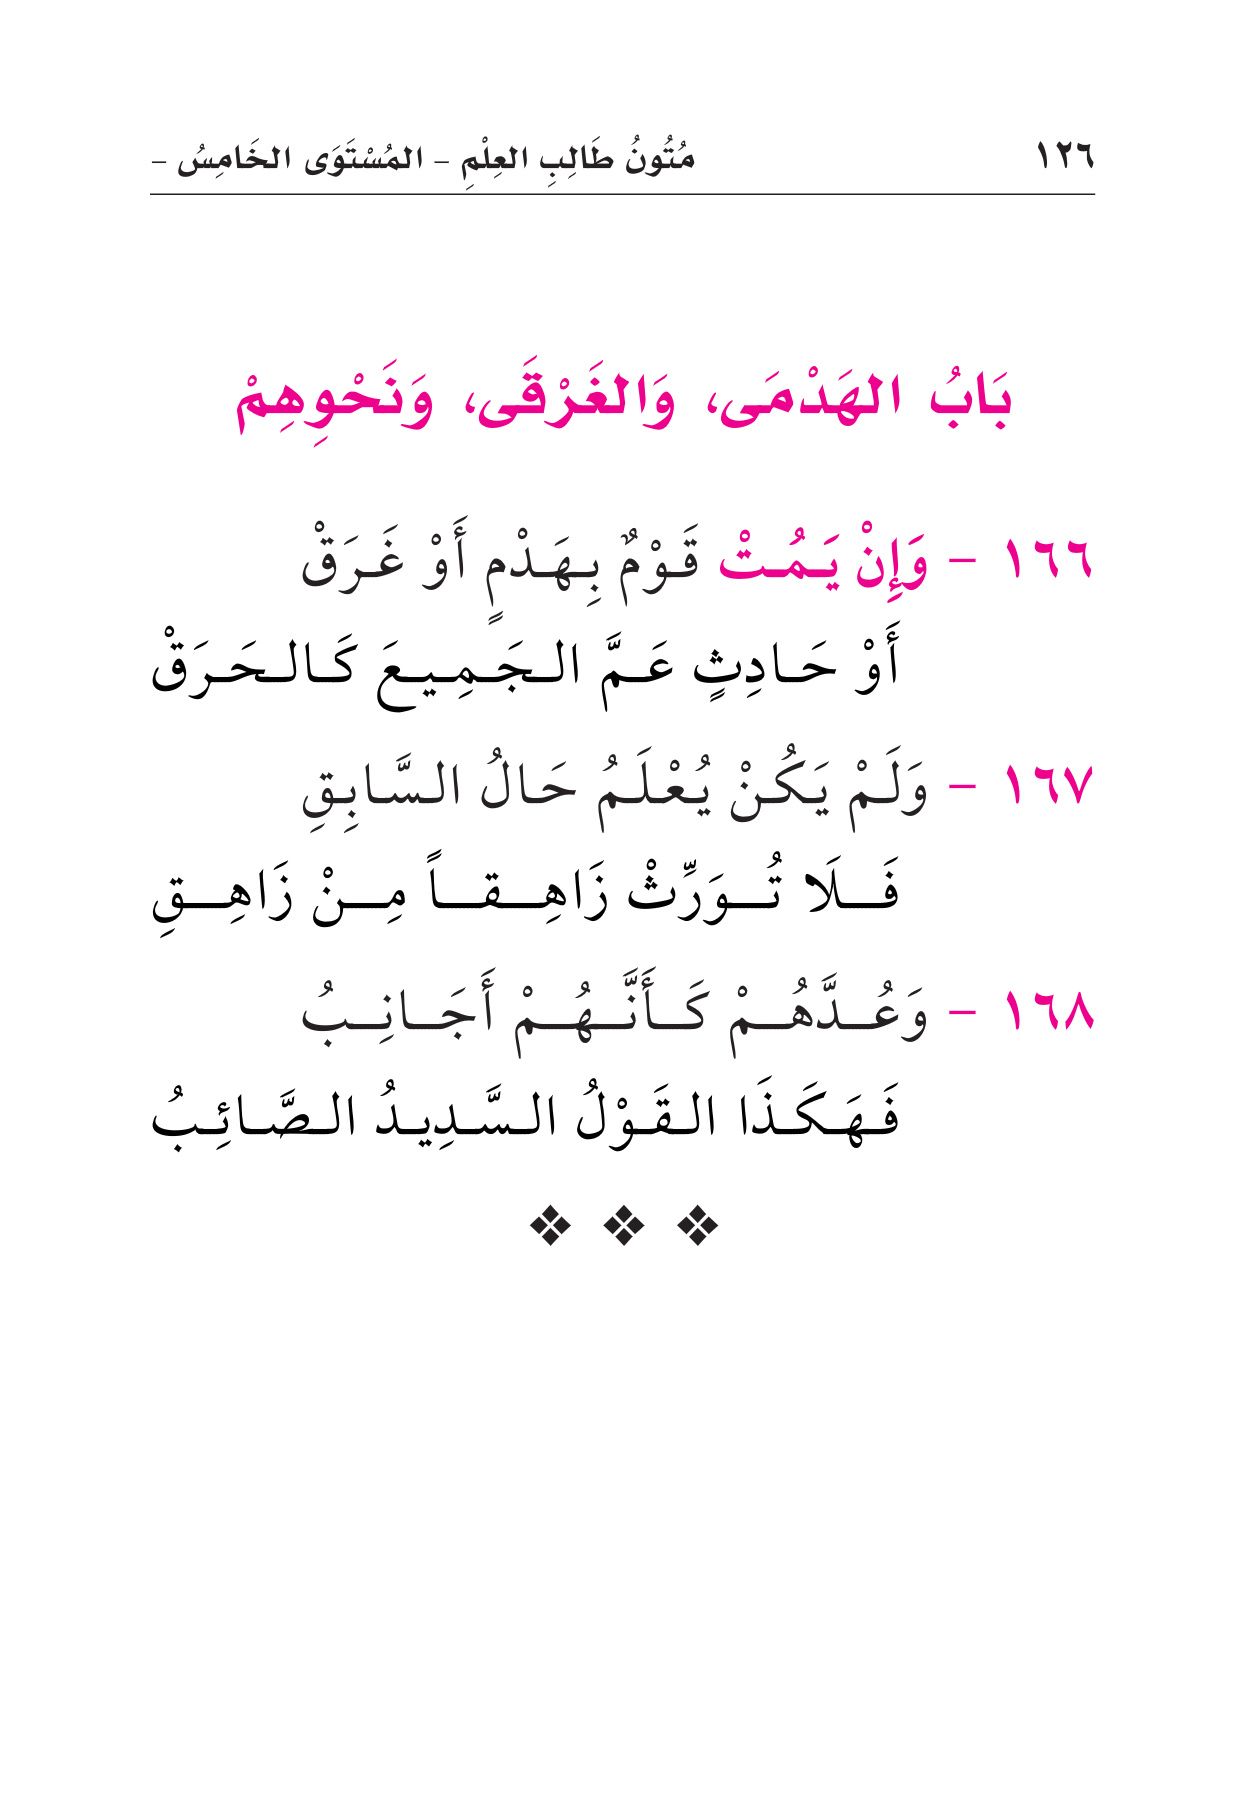 ١٢٦ مُتُونُ طَالِبِ العِلْمِ - المُسْتَوَى الخَامِسُ -
بَابُ الهَدْمَى، وَالغَرْقَى، وَنَحْوِهِمْ
١٦٦ - وَإِنْ يَمُتْ قَوْمٌ بِهَدْمٍ أَوْ غَرَقْ
أَوْ حَادِثٍ عَمَّ الجَمِيعَ كَالحَرَقْ
١٦٧ - وَلَمْ يَكُنْ يُعْلَمُ حَالُ السَّابِقِ
فَلَا تُوَرِّثْ زَاهِقاً مِنْ زَاهِقِ
١٦٨ - وَعُدَّهُمْ كَأَنَّهُمْ أَجَانِبُ
فَهَكَذَا القَوْلُ السَّدِيدُ الصَّائِبُ